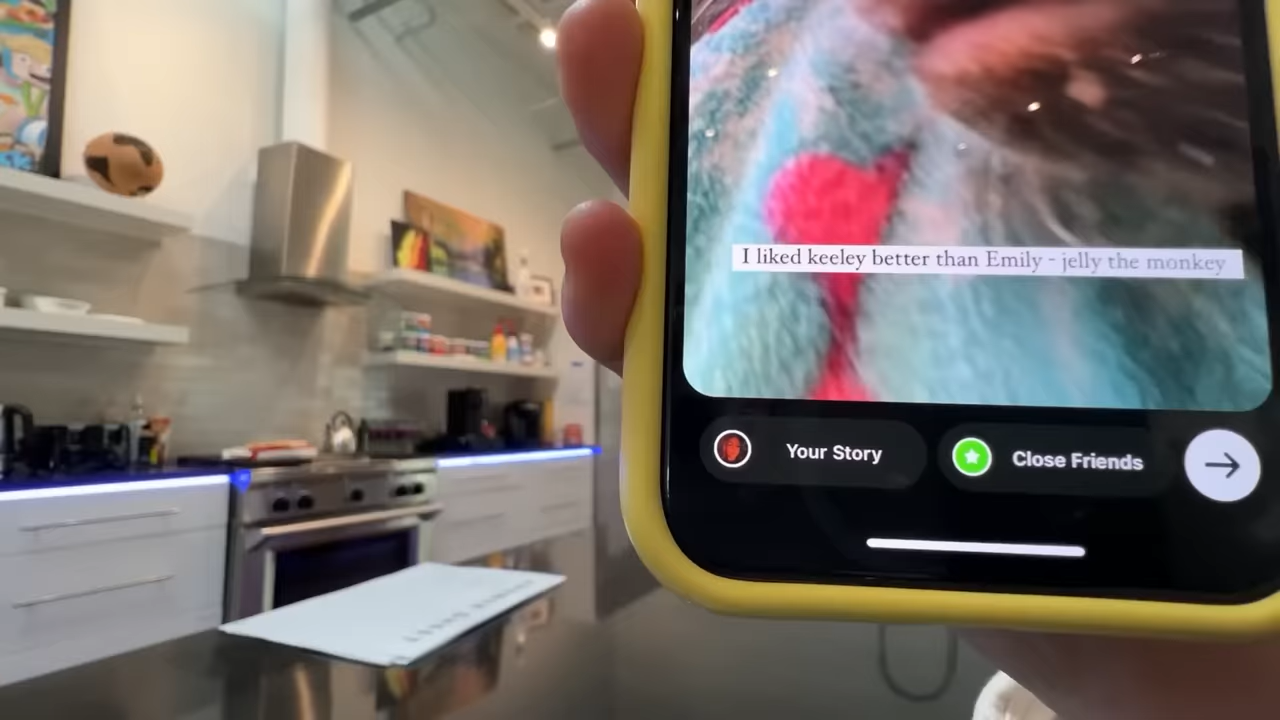 I liked keeley better than Emily - jelly the monkey
Your Story
Close Friends